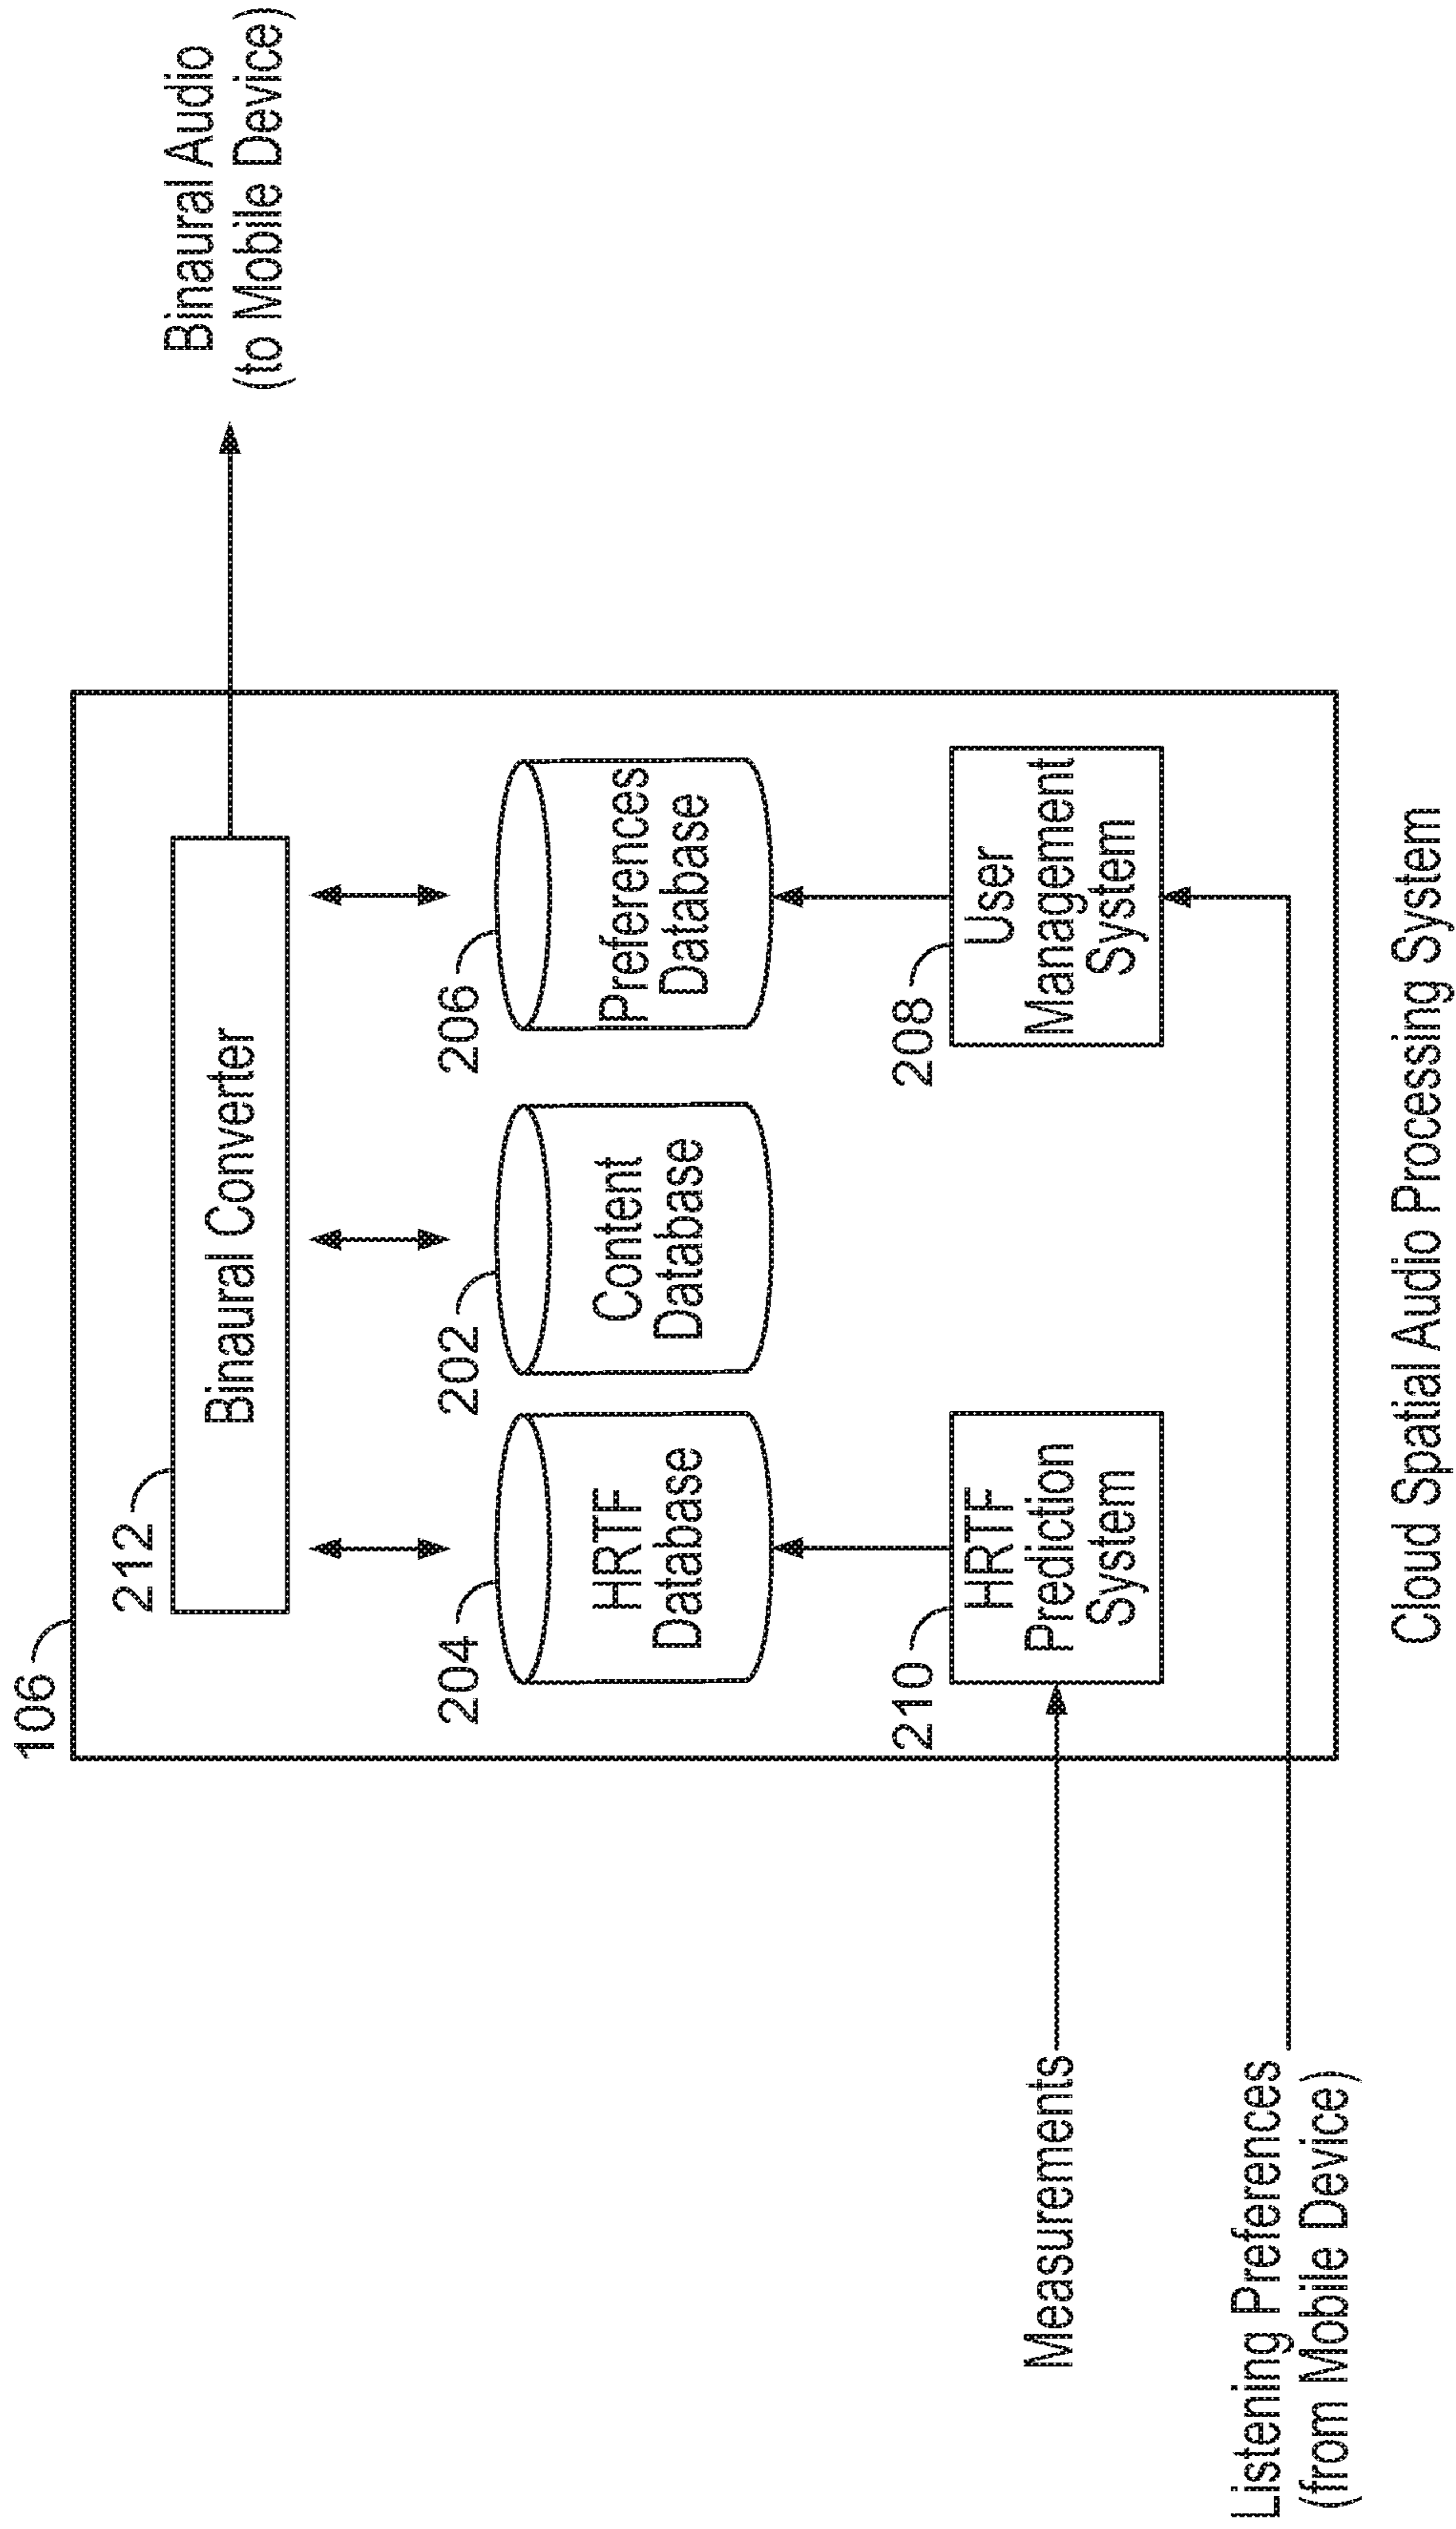 106
212
Binaural Converter
Binaural Audio
(to Mobile Device)
204
HRTF
Database
202
Content
Database
206
Preferences
Database
210
HRTF
Prediction
System
208
User
Management
System
Measurements
Listening Preferences
(from Mobile Device)
Cloud Spatial Audio Processing System